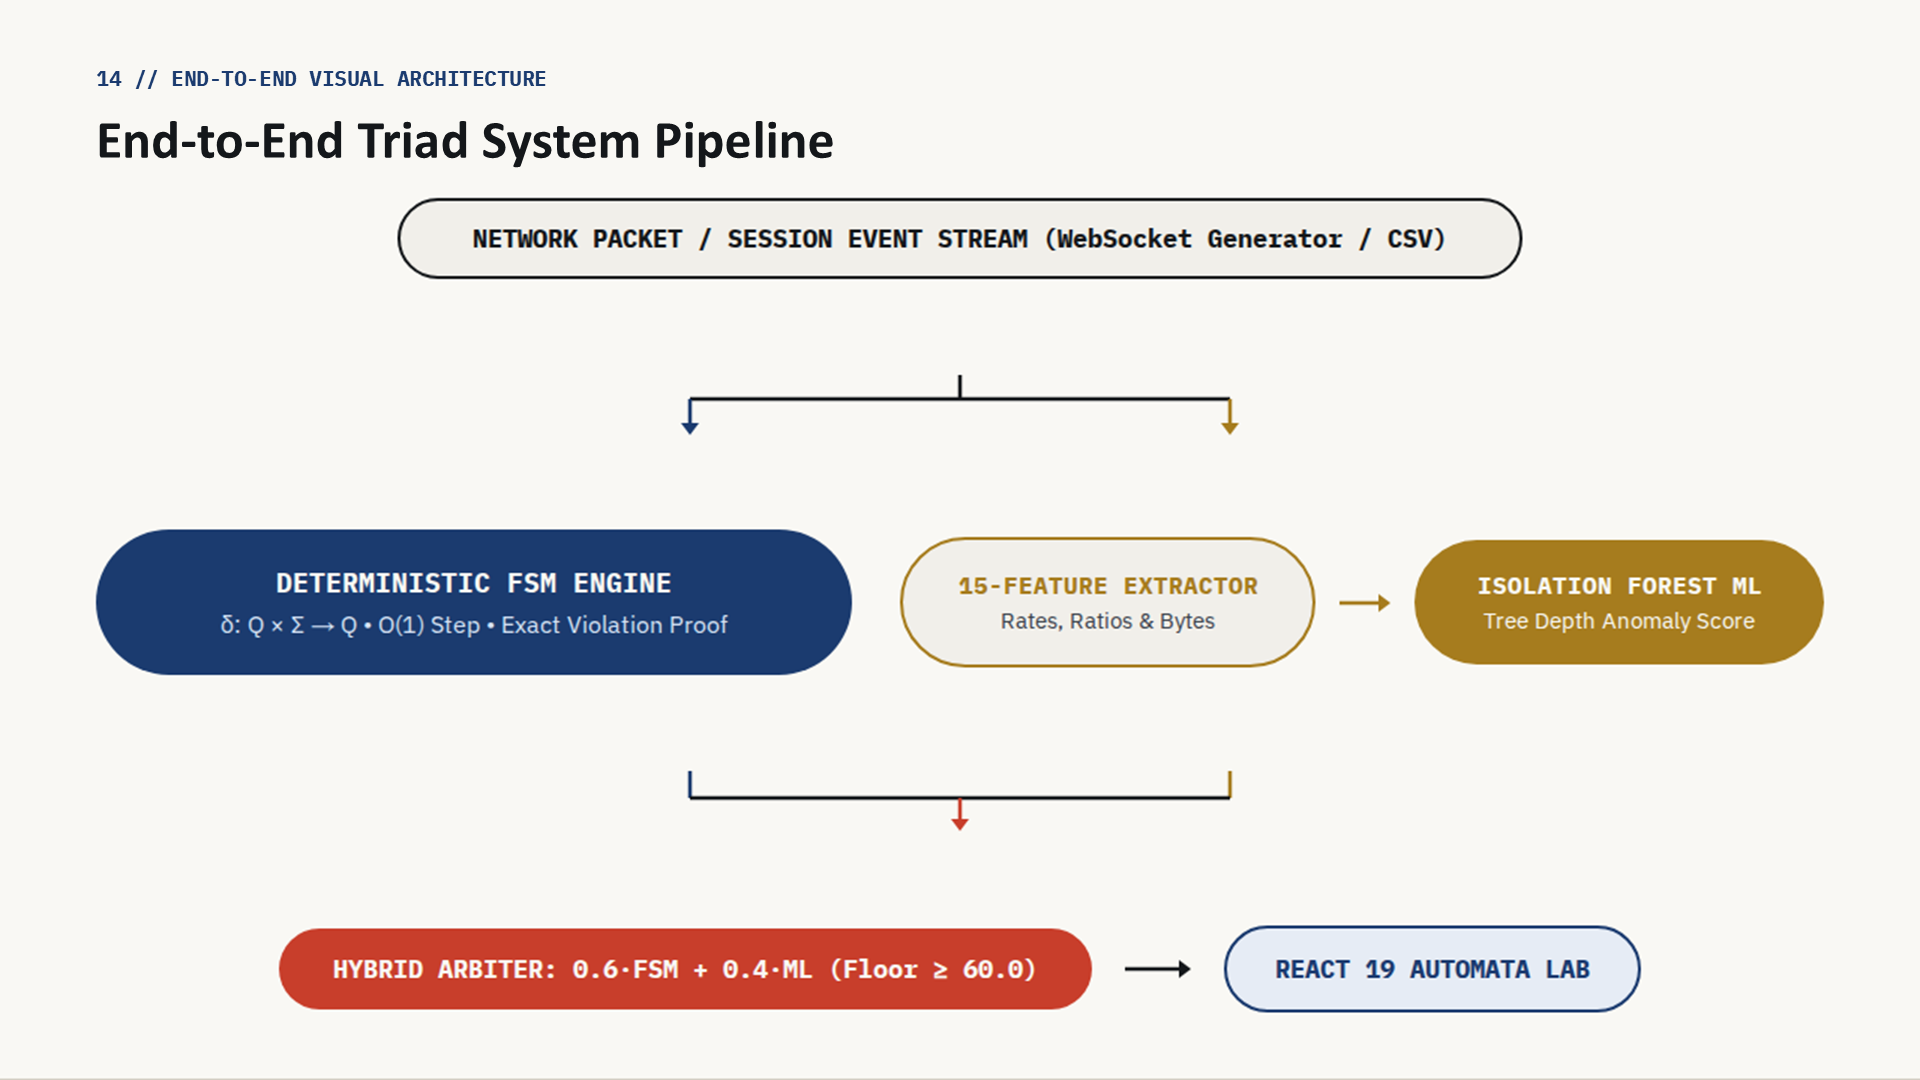 14 // END-TO-END VISUAL ARCHITECTURE
End-to-End Triad System Pipeline
NETWORK PACKET / SESSION EVENT STREAM (WebSocket Generator / CSV)
DETERMINISTIC FSM ENGINE
δ: Q × Σ → Q • O(1) Step • Exact Violation Proof
15-FEATURE EXTRACTOR
Rates, Ratios & Bytes
ISOLATION FOREST ML
Tree Depth Anomaly Score
HYBRID ARBITER: 0.6·FSM + 0.4·ML (Floor ≥ 60.0)
REACT 19 AUTOMATA LAB